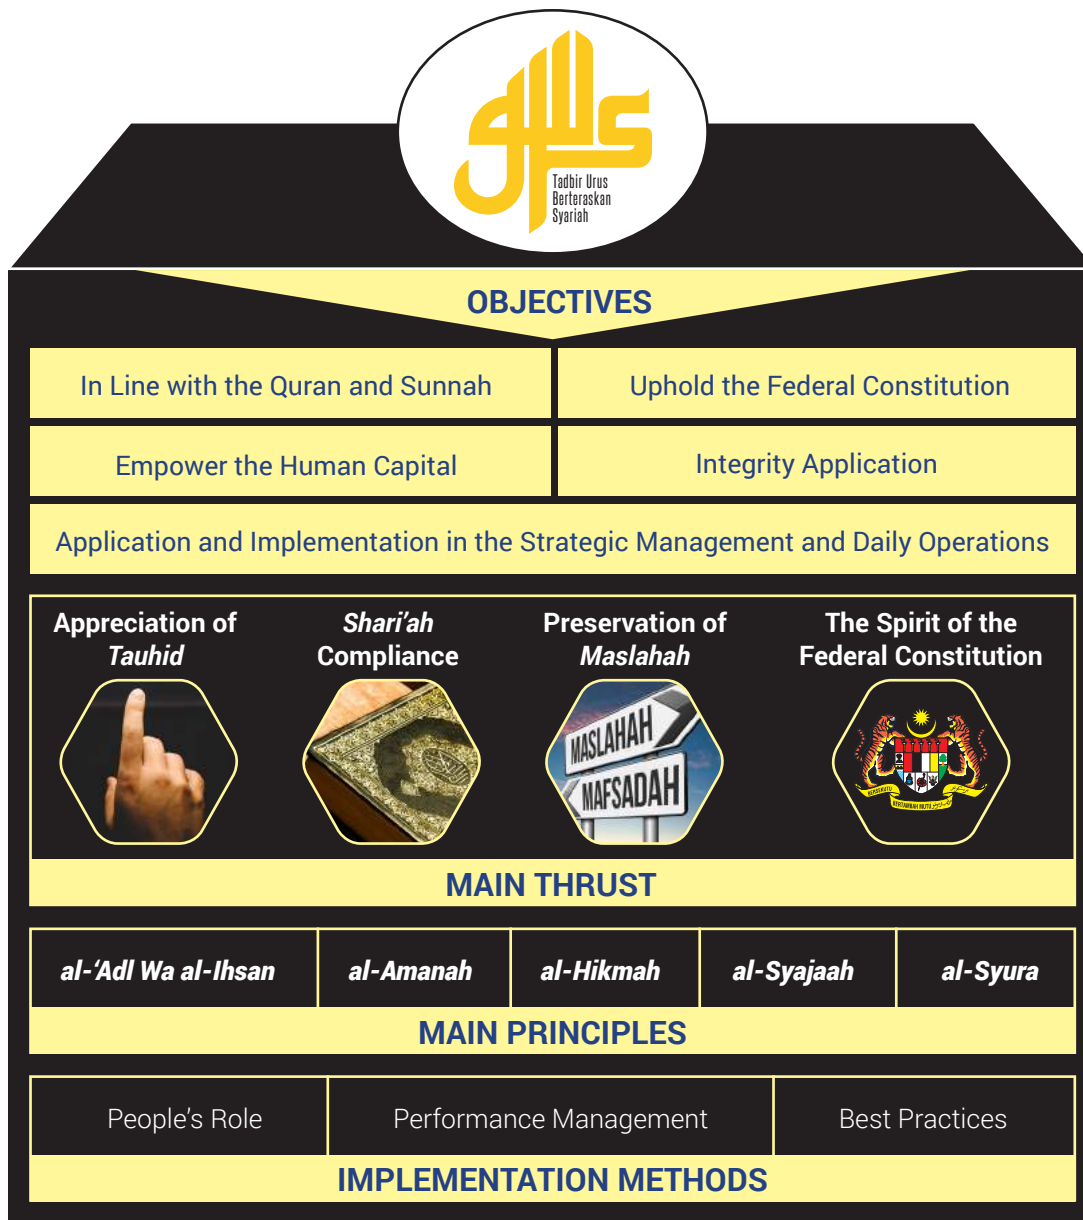 Tadbir Urus
Berteraskan
Syariah
OBJECTIVES
In Line with the Quran and Sunnah
Uphold the Federal Constitution
Empower the Human Capital
Integrity Application
Application and Implementation in the Strategic Management and Daily Operations
Appreciation of
Tauhid
Shari’ah
Compliance
Preservation of
Maslahah
The Spirit of the
Federal Constitution
MASLAHAH
MAFSADAH
BERSEKUTU
BERTAMBAH MUTU
MAIN THRUST
al-‘Adl Wa al-Ihsan
al-Amanah
al-Hikmah
al-Syajaah
al-Syura
MAIN PRINCIPLES
People’s Role
Performance Management
Best Practices
IMPLEMENTATION METHODS